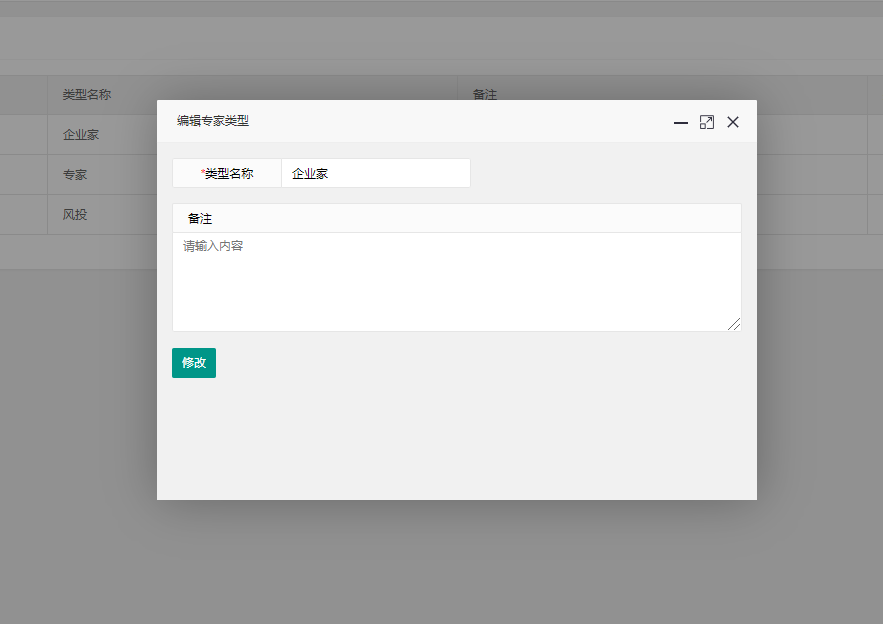 类型名称 备注
企业家
专家
风投
编辑专家类型
*类型名称 企业家
备注
请输入内容
修改